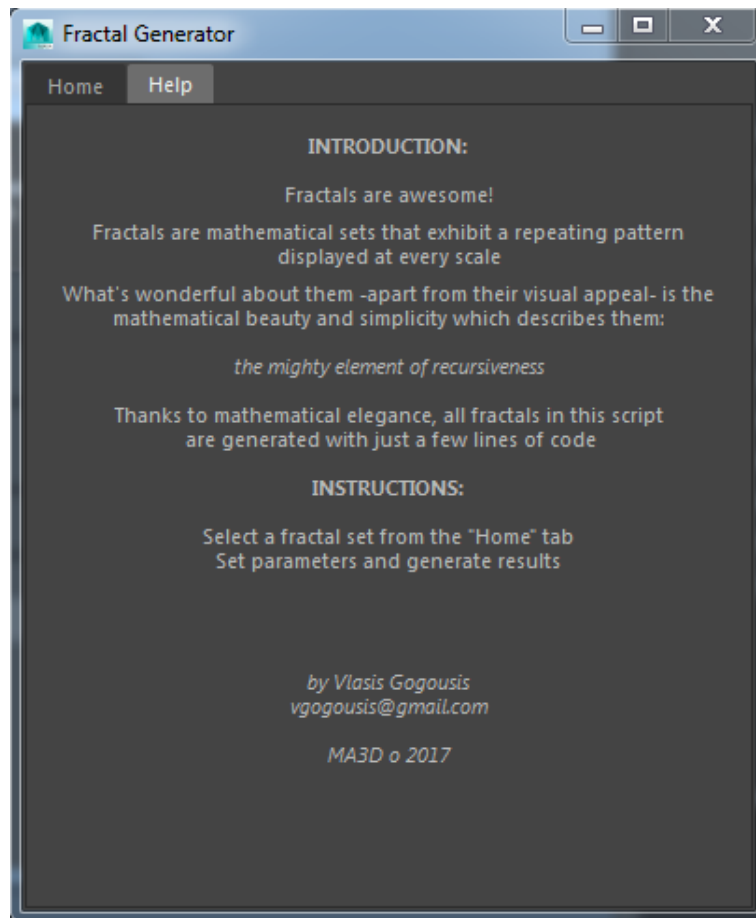 Fractal Generator
Home
Help
INTRODUCTION:
Fractals are awesome!
Fractals are mathematical sets that exhibit a repeating pattern
displayed at every scale
What's wonderful about them -apart from their visual appeal- is the
mathematical beauty and simplicity which describes them:
the mighty element of recursiveness
Thanks to mathematical elegance, all fractals in this script
are generated with just a few lines of code
INSTRUCTIONS:
Select a fractal set from the "Home" tab
Set parameters and generate results
by Vlasis Gogousis
vgogousis@gmail.com
MA3D o 2017